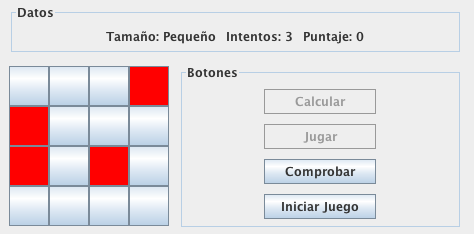 Datos
Tamaño: Pequeño Intentos: 3 Puntaje: 0
Botones
Calcular
Jugar
Comprobar
Iniciar Juego